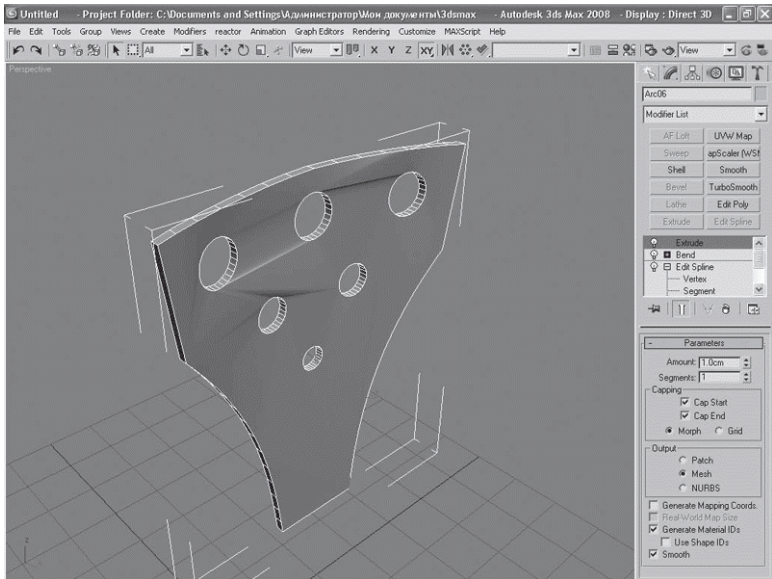 Untitled - Project Folder: C:\Documents and Settings\Администратор\Мои документы\3dsmax - Autodesk 3ds Max 2008 - Display : Direct 3D
File Edit Tools Group Views Create Modifiers reactor Animation Graph Editors Rendering Customize MAXScript Help
All View X Y Z XY View
Perspective
Arc06
Modifier List
AF Loft UVW Map
Sweep apScaler (WSM
Shell Smooth
Bevel TurboSmooth
Lathe Edit Poly
Extrude Edit Spline
Extrude
Bend
Edit Spline
Vertex
Segment
Parameters
Amount: 1.0cm
Segments: 1
Capping
Cap Start
Cap End
Morph Grid
Output
Patch
Mesh
NURBS
Generate Mapping Coords.
Real-World Map Size
Generate Material IDs
Use Shape IDs
Smooth
z